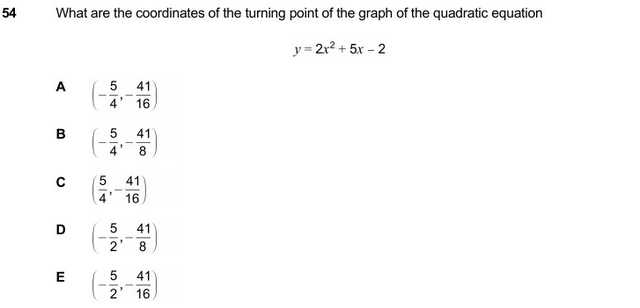 54 What are the coordinates of the turning point of the graph of the quadratic equation
y = 2x² + 5x – 2
A (−5/4, −41/16)
B (−5/4, −41/8)
C (5/4, −41/16)
D (−5/2, −41/8)
E (−5/2, −41/16)